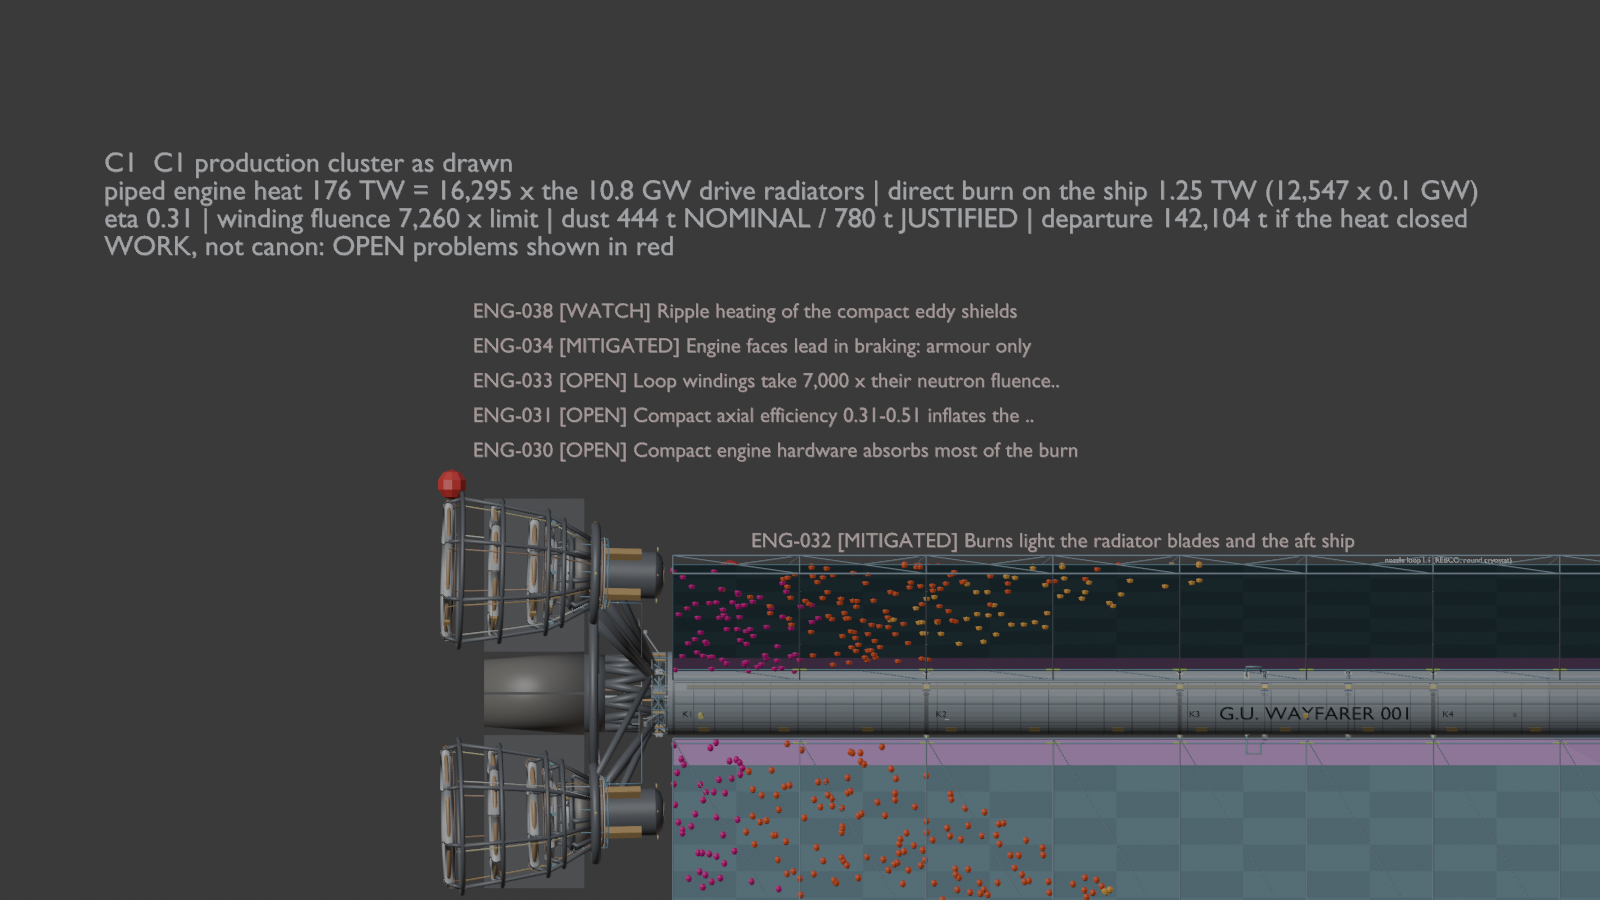 C1 C1 production cluster as drawn
piped engine heat 176 TW = 16,295 x the 10.8 GW drive radiators | direct burn on the ship 1.25 TW (12,547 x 0.1 GW)
eta 0.31 | winding fluence 7,260 x limit | dust 444 t NOMINAL / 780 t JUSTIFIED | departure 142,104 t if the heat closed
WORK, not canon: OPEN problems shown in red
ENG-038 [WATCH] Ripple heating of the compact eddy shields
ENG-034 [MITIGATED] Engine faces lead in braking: armour only
ENG-033 [OPEN] Loop windings take 7,000 x their neutron fluence..
ENG-031 [OPEN] Compact axial efficiency 0.31-0.51 inflates the ..
ENG-030 [OPEN] Compact engine hardware absorbs most of the burn
ENG-032 [MITIGATED] Burns light the radiator blades and the aft ship
nozzle loop 1 (REBCO, round cryostat)
K1 K2 K3 G.U. WAYFARER 001 K4